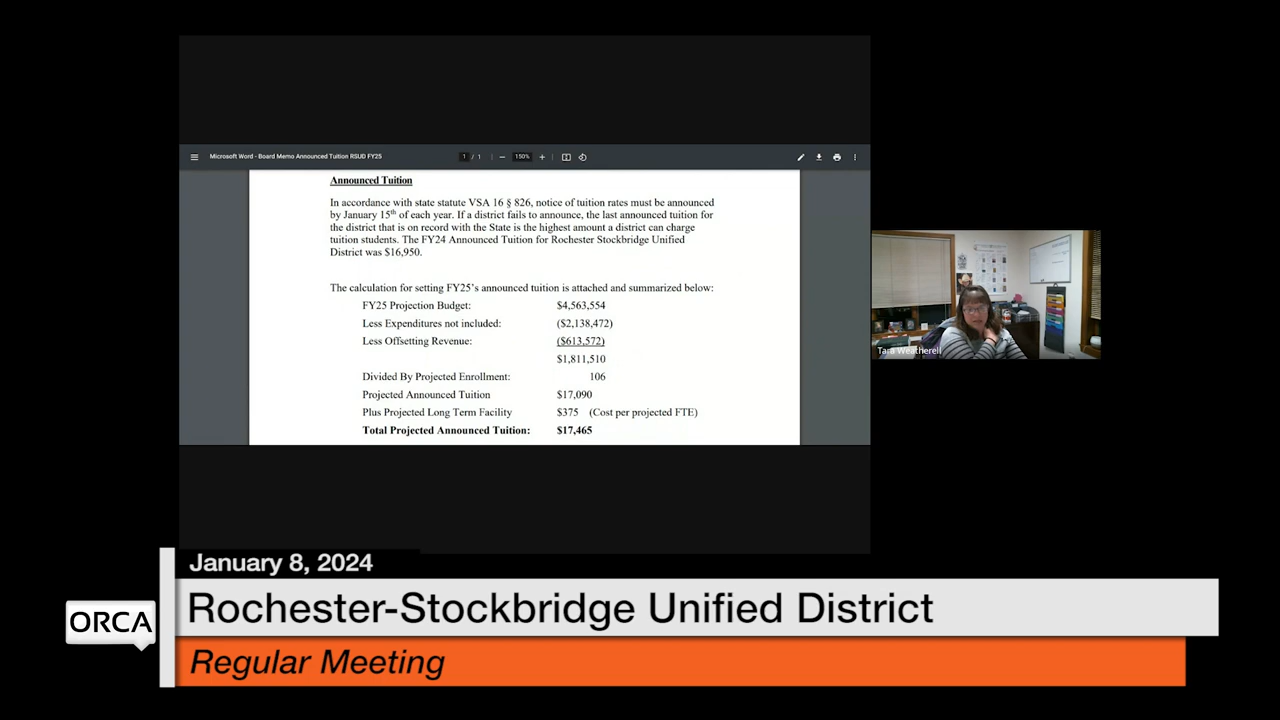 Microsoft Word - Board Memo Announced Tuition RSUD FY25
1 / 1
150%
Announced Tuition
In accordance with state statute VSA 16 § 826, notice of tuition rates must be announced
by January 15th of each year. If a district fails to announce, the last announced tuition for
the district that is on record with the State is the highest amount a district can charge
tuition students. The FY24 Announced Tuition for Rochester Stockbridge Unified
District was $16,950.
The calculation for setting FY25's announced tuition is attached and summarized below:
FY25 Projection Budget: $4,563,554
Less Expenditures not included: ($2,138,472)
Less Offsetting Revenue: ($613,572)
$1,811,510
Divided By Projected Enrollment: 106
Projected Announced Tuition $17,090
Plus Projected Long Term Facility $375 (Cost per projected FTE)
Total Projected Announced Tuition: $17,465
Tara Weatherell
January 8, 2024
Rochester-Stockbridge Unified District
ORCA
Regular Meeting